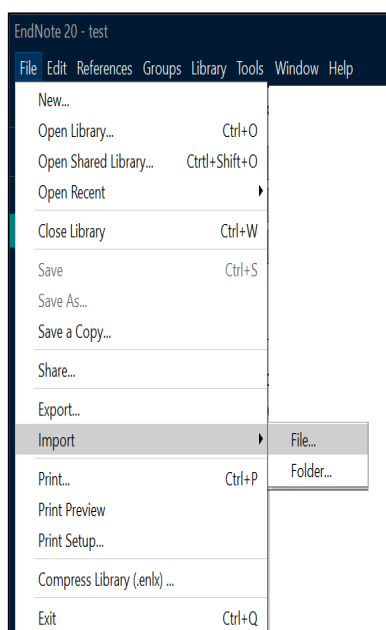 EndNote 20 - test
File Edit References Groups Library Tools Window Help
New...
Open Library... Ctrl+O
Open Shared Library... Ctrtl+Shift+O
Open Recent
Close Library Ctrl+W
Save Ctrl+S
Save As...
Save a Copy...
Share...
Export...
Import File...
Folder...
Print... Ctrl+P
Print Preview
Print Setup...
Compress Library (.enlx) ...
Exit Ctrl+Q